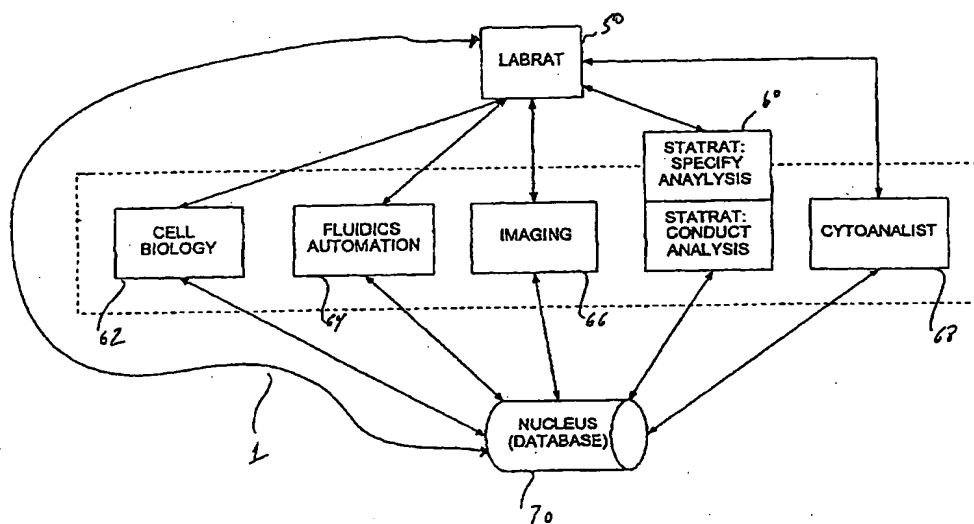 50
LABRAT
60
STATRAT:
SPECIFY
ANAYLYSIS
CELL
BIOLOGY
FLUIDICS
AUTOMATION
IMAGING
STATRAT:
CONDUCT
ANALYSIS
CYTOANALIST
62
64
66
68
NUCLEUS
(DATABASE)
1
70